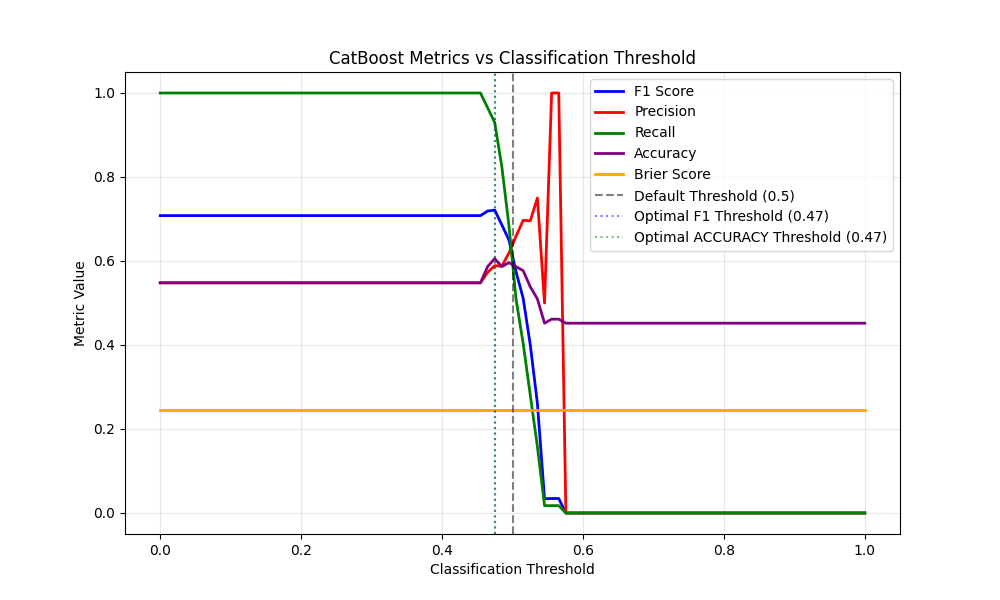 CatBoost Metrics vs Classification Threshold
F1 Score
Precision
Recall
Accuracy
Brier Score
Default Threshold (0.5)
Optimal F1 Threshold (0.47)
Optimal ACCURACY Threshold (0.47)
Metric Value
1.0
0.8
0.6
0.4
0.2
0.0
0.0 0.2 0.4 0.6 0.8 1.0
Classification Threshold